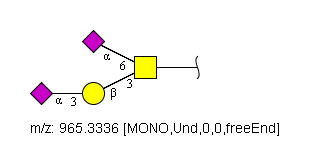 α 6
α 3 β 3
m/z: 965.3336 [MONO,Und,0,0,freeEnd]